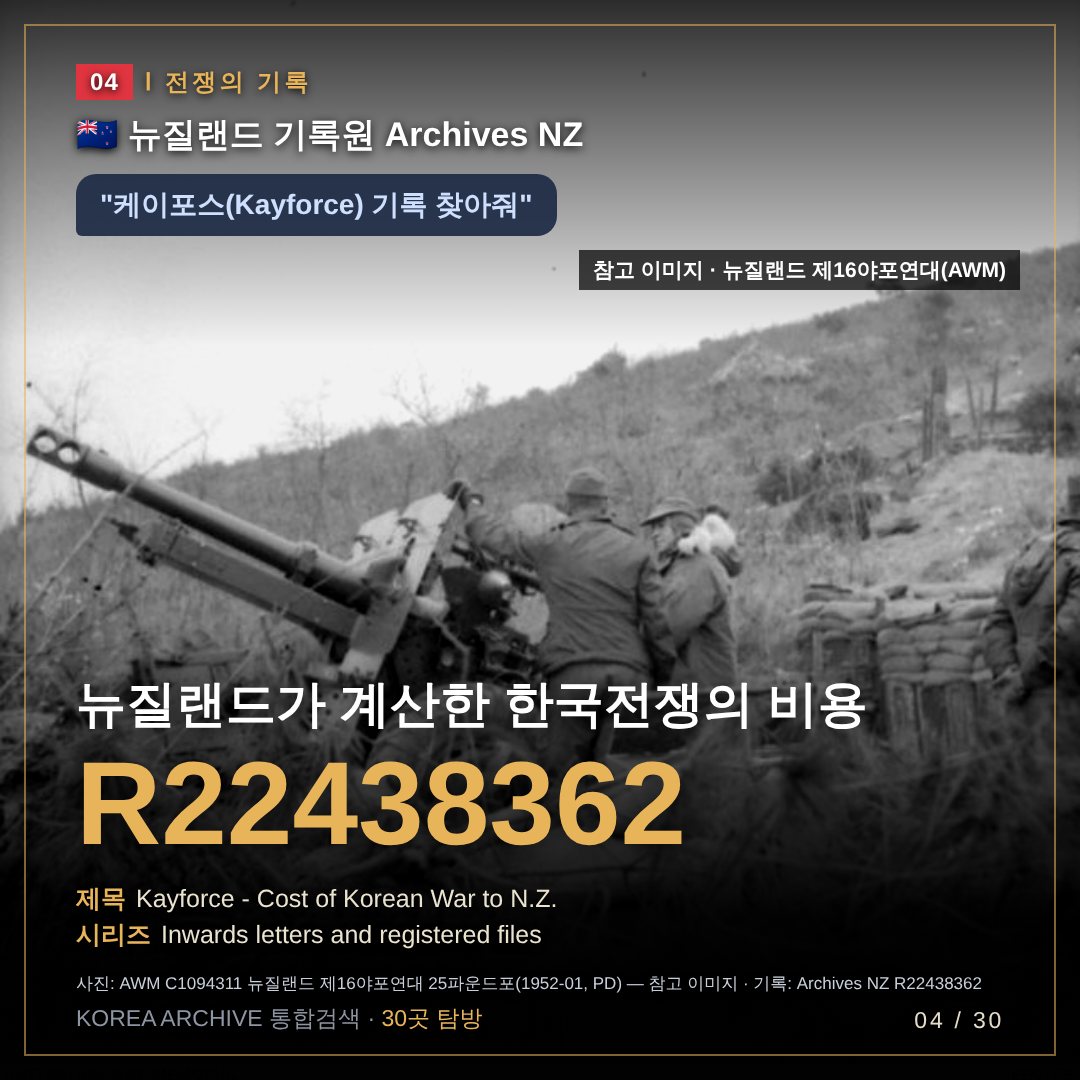 04 | 전쟁의 기록
🇳🇿 뉴질랜드 기록원 Archives NZ
"케이포스(Kayforce) 기록 찾아줘"
참고 이미지 · 뉴질랜드 제16야포연대(AWM)
뉴질랜드가 계산한 한국전쟁의 비용
R22438362
제목 Kayforce - Cost of Korean War to N.Z.
시리즈 Inwards letters and registered files
사진: AWM C1094311 뉴질랜드 제16야포연대 25파운드포(1952-01, PD) — 참고 이미지 · 기록: Archives NZ R22438362
KOREA ARCHIVE 통합검색 · 30곳 탐방
04 / 30